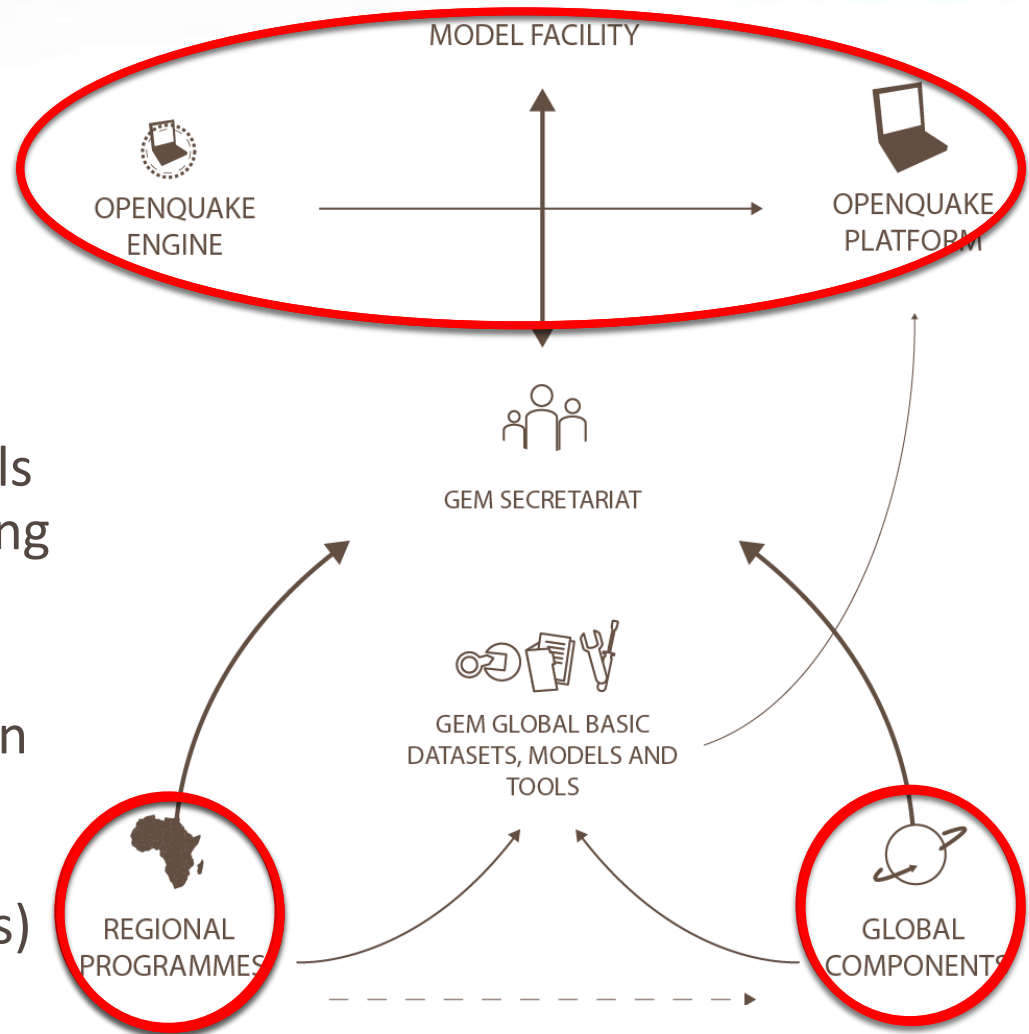 MODEL FACILITY
OPENQUAKE
ENGINE
OPENQUAKE
PLATFORM
GEM SECRETARIAT
ls
ng
GEM GLOBAL BASIC
DATASETS, MODELS AND
TOOLS
n
s)
REGIONAL
PROGRAMMES
GLOBAL
COMPONENTS